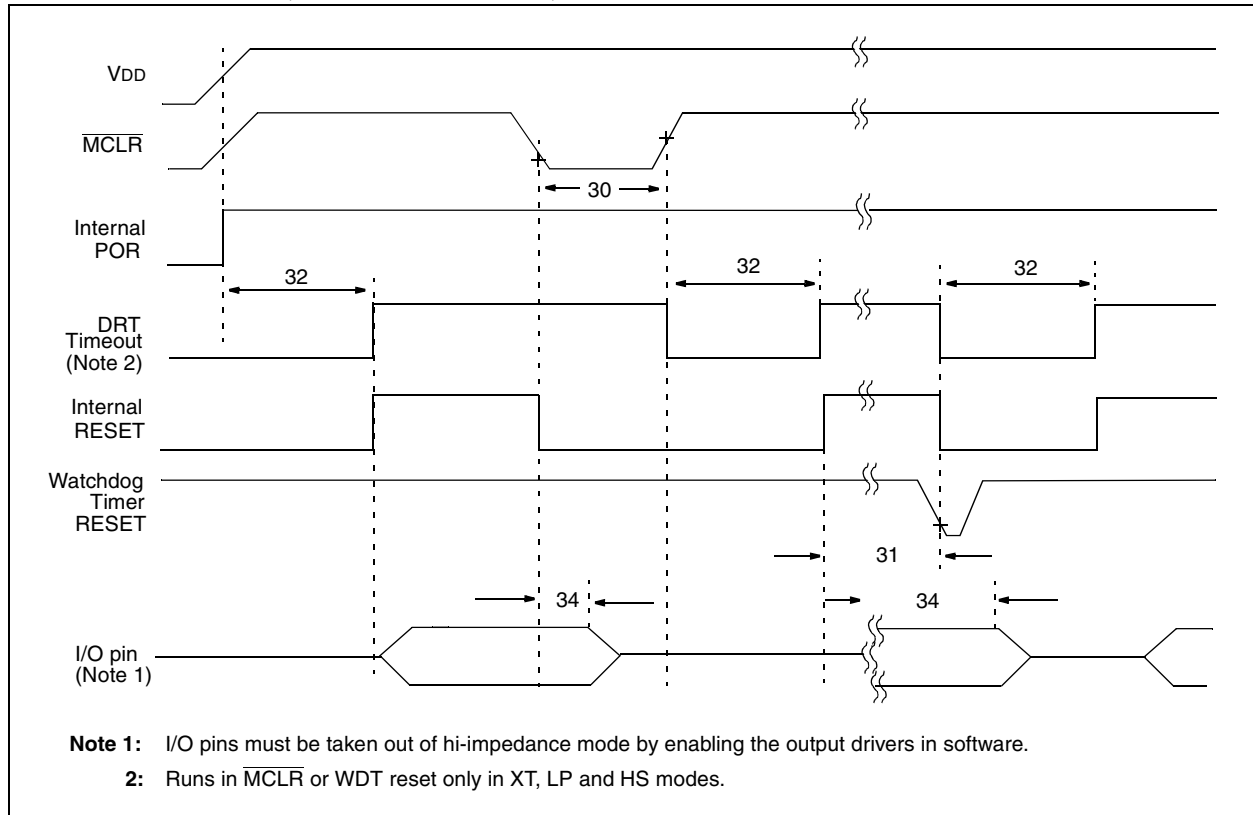 VDD
MCLR
30
Internal
POR
32
32
32
DRT
Timeout
(Note 2)
Internal
RESET
Watchdog
Timer
RESET
31
34
34
I/O pin
(Note 1)
Note 1: I/O pins must be taken out of hi-impedance mode by enabling the output drivers in software.
2: Runs in MCLR or WDT reset only in XT, LP and HS modes.